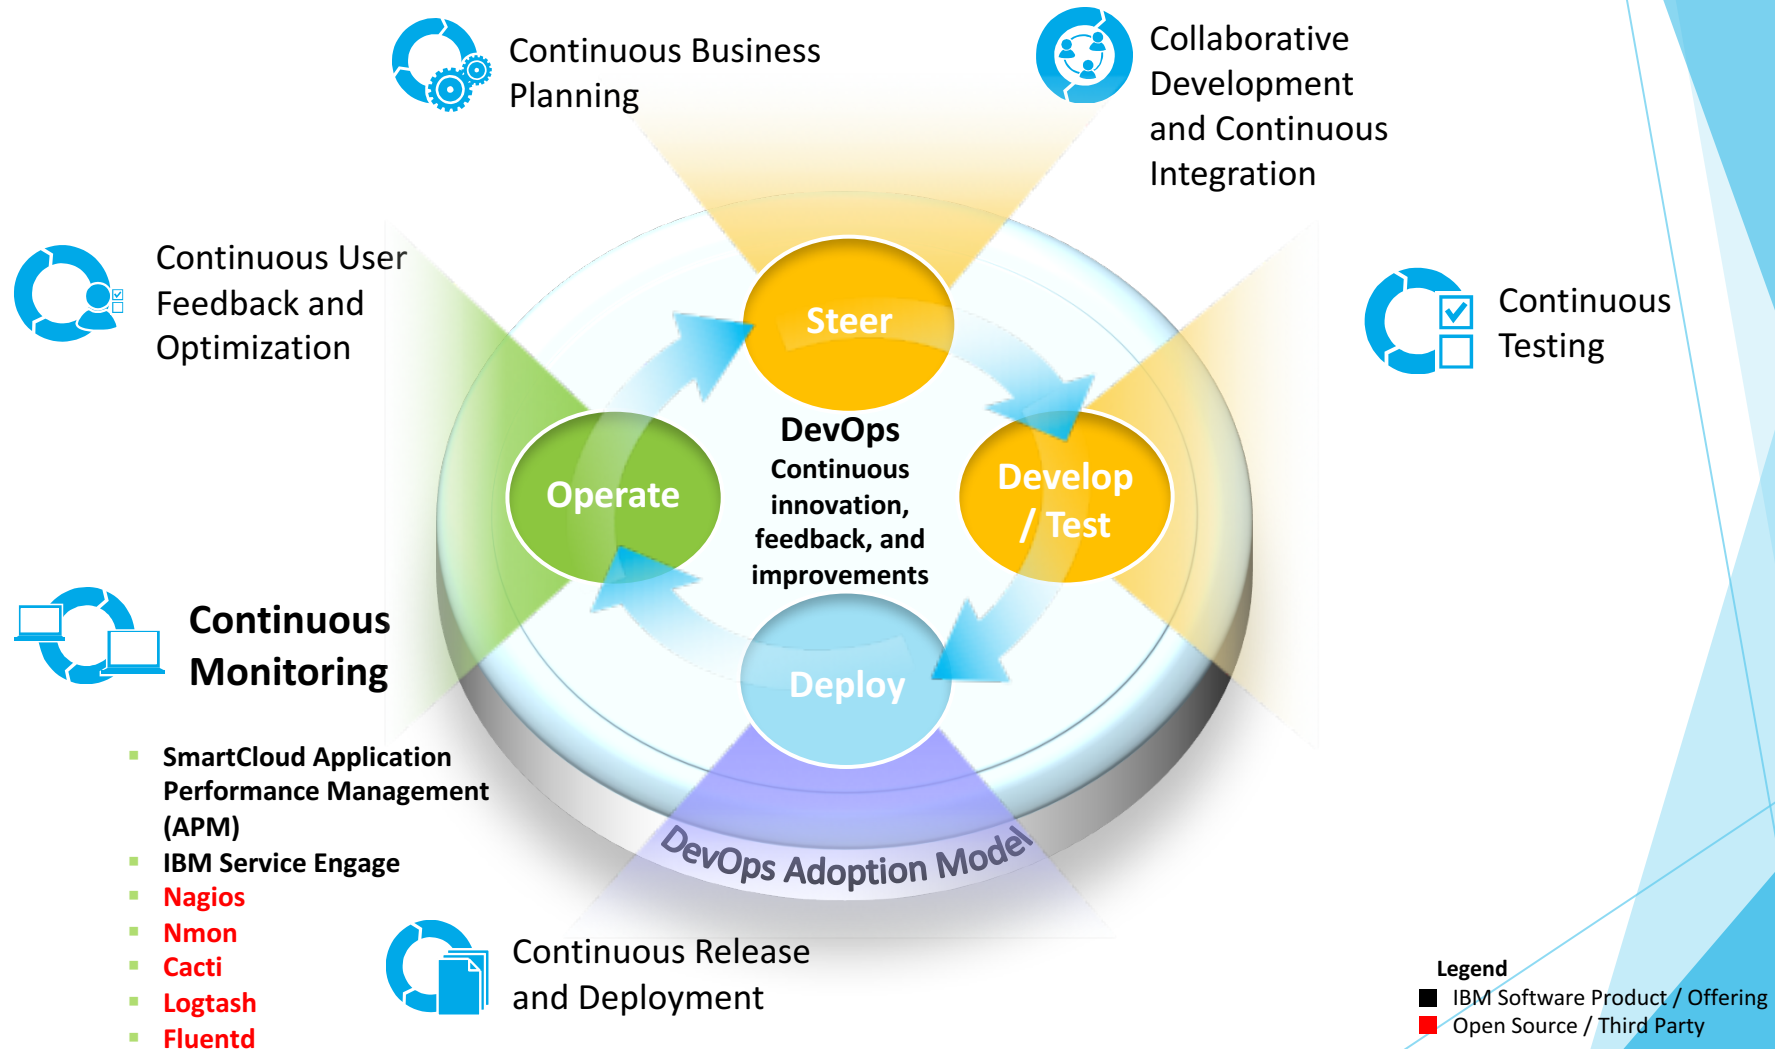 Continuous Business
Planning
Collaborative
Development
and Continuous
Integration
Continuous User
Feedback and
Optimization
Continuous
Testing
Steer
DevOps
Continuous
innovation,
feedback, and
improvements
Operate
Develop
/ Test
Deploy
Continuous
Monitoring
SmartCloud Application
Performance Management
(APM)
IBM Service Engage
Nagios
Nmon
Cacti
Logtash
Fluentd
DevOps Adoption Model
Continuous Release
and Deployment
Legend
IBM Software Product / Offering
Open Source / Third Party